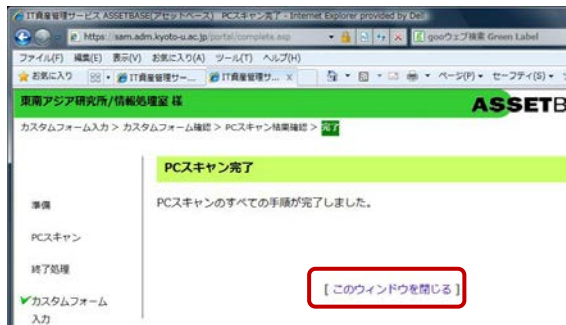 IT資産管理サービス ASSETBASE(アセットベース) PCスキャン完了 - Internet Explorer provided by Dell
https://sam.adm.kyoto-u.ac.jp/portal/complete.asp
gooウェブ検索 Green Label
ファイル(F) 編集(E) 表示(V) お気に入り(A) ツール(T) ヘルプ(H)
お気に入り IT資産管理サー... IT資産管理サ... x ページ(P) セーフティ(S)
東南アジア研究所/情報処理室 様
ASSETB
カスタムフォーム入力 > カスタムフォーム確認 > PCスキャン結果確認 > 完了
PCスキャン完了
準備
PCスキャンのすべての手順が完了しました。
PCスキャン
終了処理
[ このウィンドウを閉じる ]
カスタムフォーム
入力